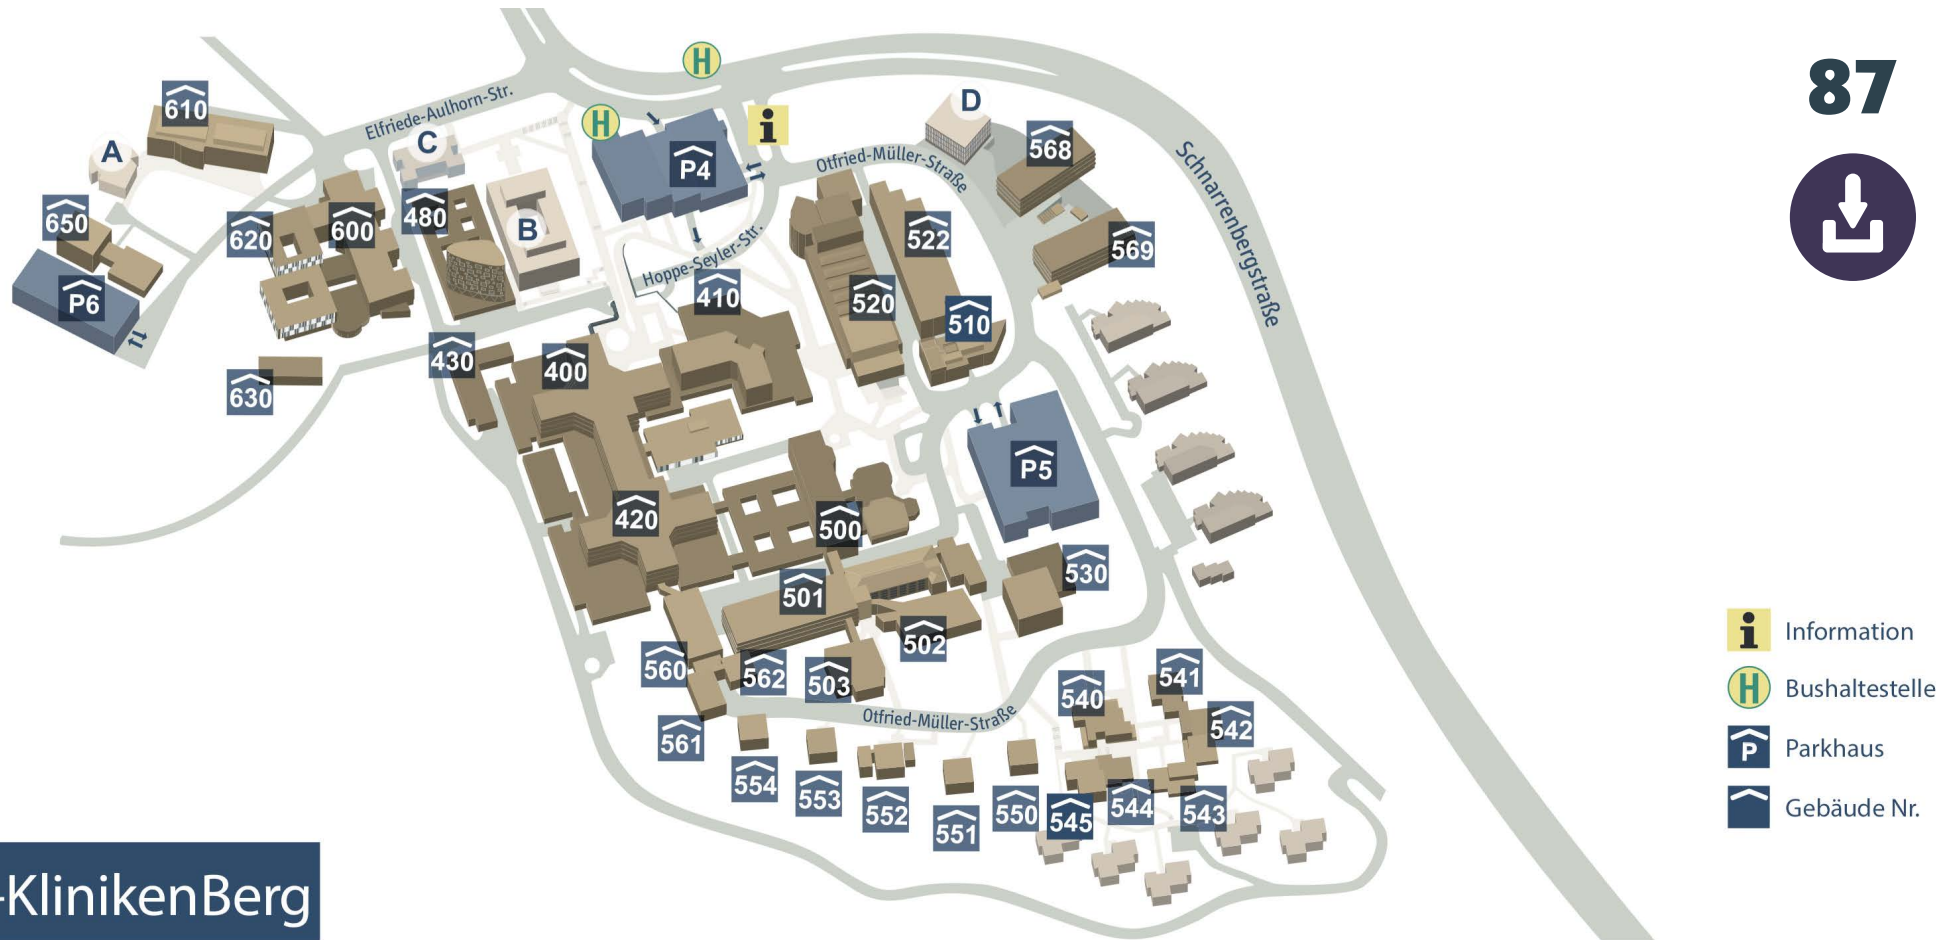 H
87
610
Elfriede-Aulhorn-Str.
H
i
D
A
C
P4
Otfried-Müller-Straße
568
Schnarrenbergstraße
650
620
600
480
B
522
569
Hoppe-Seyler-Str.
P6
410
520
510
430
400
630
P5
420
500
530
501
502
560
562
503
540
541
Otfried-Müller-Straße
542
561
554
553
552
551
550
545
544
543
i Information
H Bushaltestelle
P Parkhaus
Gebäude Nr.
-KlinikenBerg